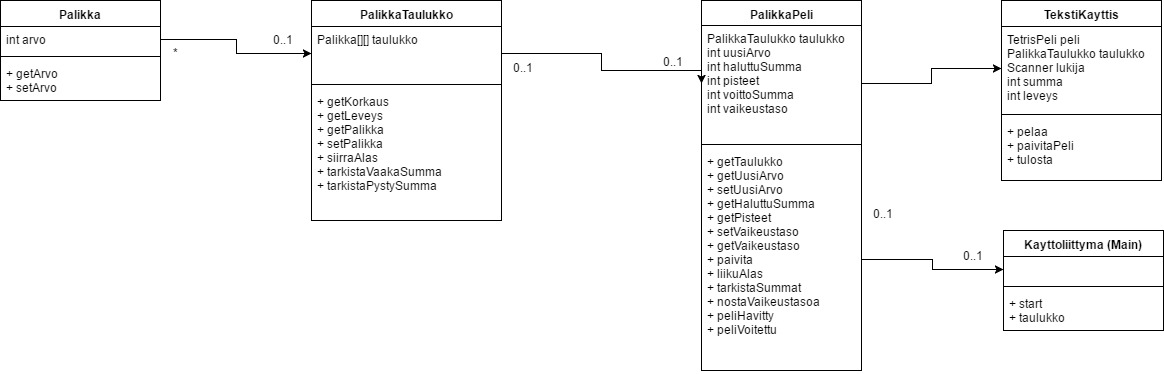 Palikka
int arvo
+ getArvo
+ setArvo
*
0..1
PalikkaTaulukko
Palikka[][] taulukko
+ getKorkaus
+ getLeveys
+ getPalikka
+ setPalikka
+ siirraAlas
+ tarkistaVaakaSumma
+ tarkistaPystySumma
0..1
0..1
PalikkaPeli
PalikkaTaulukko taulukko
int uusiArvo
int haluttuSumma
int pisteet
int voittoSumma
int vaikeustaso
+ getTaulukko
+ getUusiArvo
+ setUusiArvo
+ getHaluttuSumma
+ getPisteet
+ setVaikeustaso
+ getVaikeustaso
+ paivita
+ liikuAlas
+ tarkistaSummat
+ nostaVaikeustasoa
+ peliHavitty
+ peliVoitettu
0..1
0..1
TekstiKayttis
TetrisPeli peli
PalikkaTaulukko taulukko
Scanner lukija
int summa
int leveys
+ pelaa
+ paivitaPeli
+ tulosta
Kayttoliittyma (Main)
+ start
+ taulukko